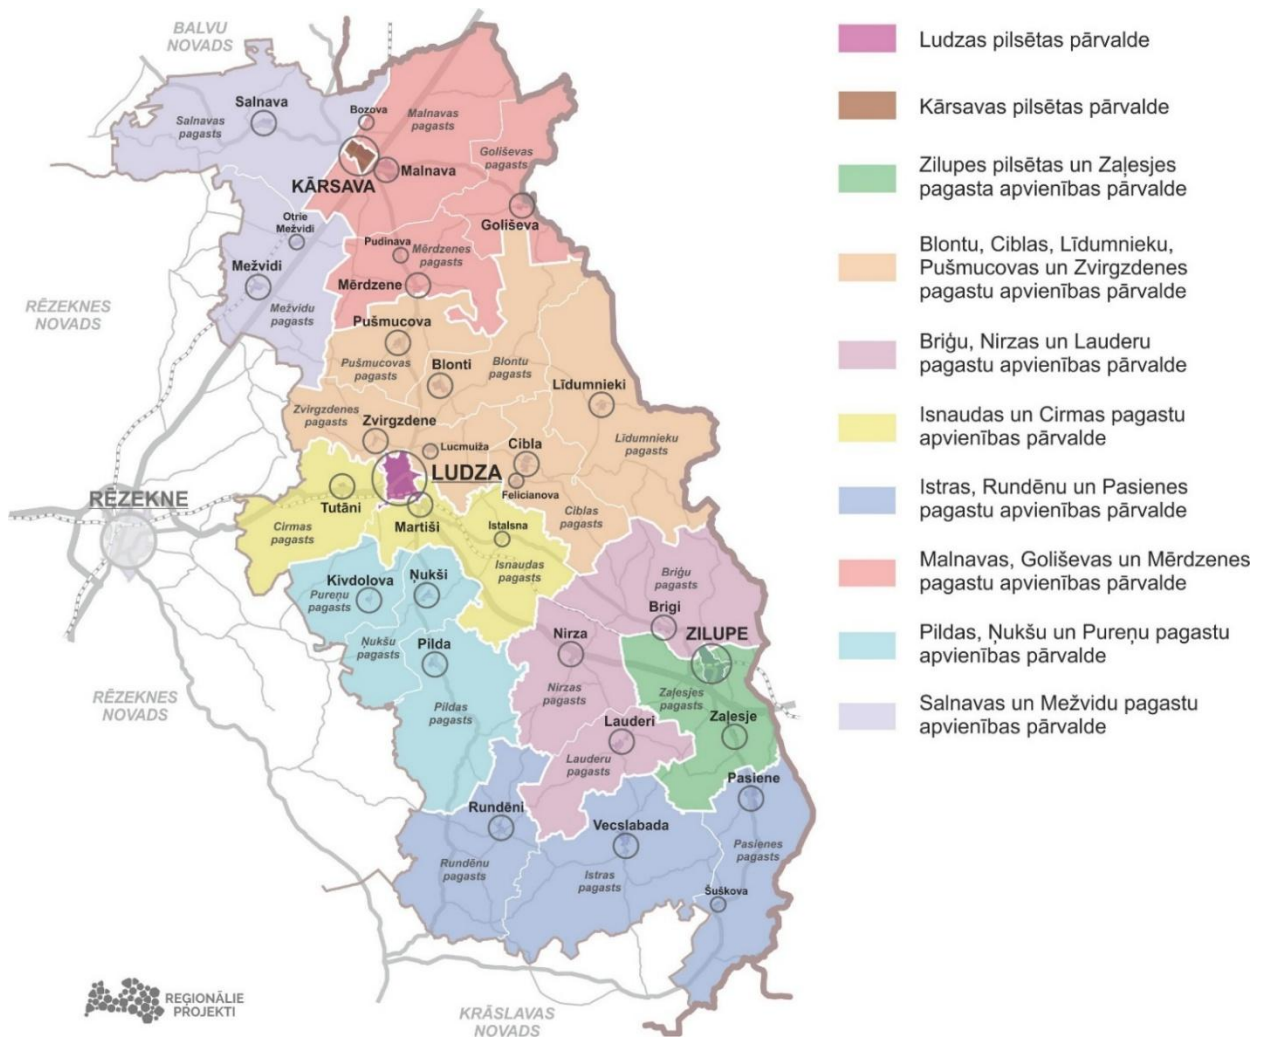 BALVU
NOVADS
Salnava
Salnavas
pagasts
Bozova
Malnavas
pagasts
Goliševas
pagasts
Malnava
KĀRSAVA
Goliševa
Otrie
Mežvidi
Pudinava
Mērdzenes
pagasts
Mežvidi
Mērdzene
RĒZEKNES
NOVADS
Mežvidu
pagasts
Pušmucova
Pušmucovas
pagasts
Blonti
Blontu
pagasts
Līdumnieki
Zvirgzdenes
pagasts
Zvirgzdene
Lucmuiža
Cibla
Līdumnieku
pagasts
LUDZA
Felicianova
RĒZEKNE
Tutāni
Martiši
Istalsna
Ciblas
pagasts
Cirmas
pagasts
Isnaudas
pagasts
Kivdolova
Pureņu
pagasts
Ņukši
Briģu
pagasts
Brigi
Ņukšu
pagasts
Pilda
Nirza
ZILUPE
RĒZEKNES
NOVADS
Pildas
pagasts
Nirzas
pagasts
Zaļesjes
pagasts
Lauderi
Zaļesje
Lauderu
pagasts
Pasiene
Rundēni
Vecslabada
Pasienes
pagasts
Rundēnu
pagasts
Istras
pagasts
Šuškova
REĢIONĀLIE
PROJEKTI
KRĀSLAVAS
NOVADS
Ludzas pilsētas pārvalde
Kārsavas pilsētas pārvalde
Zilupes pilsētas un Zaļesjes
pagasta apvienības pārvalde
Blontu, Ciblas, Līdumnieku,
Pušmucovas un Zvirgzdenes
pagastu apvienības pārvalde
Briģu, Nirzas un Lauderu
pagastu apvienības pārvalde
Isnaudas un Cirmas pagastu
apvienības pārvalde
Istras, Rundēnu un Pasienes
pagastu apvienības pārvalde
Malnavas, Goliševas un Mērdzenes
pagastu apvienības pārvalde
Pildas, Ņukšu un Pureņu pagastu
apvienības pārvalde
Salnavas un Mežvidu pagastu
apvienības pārvalde